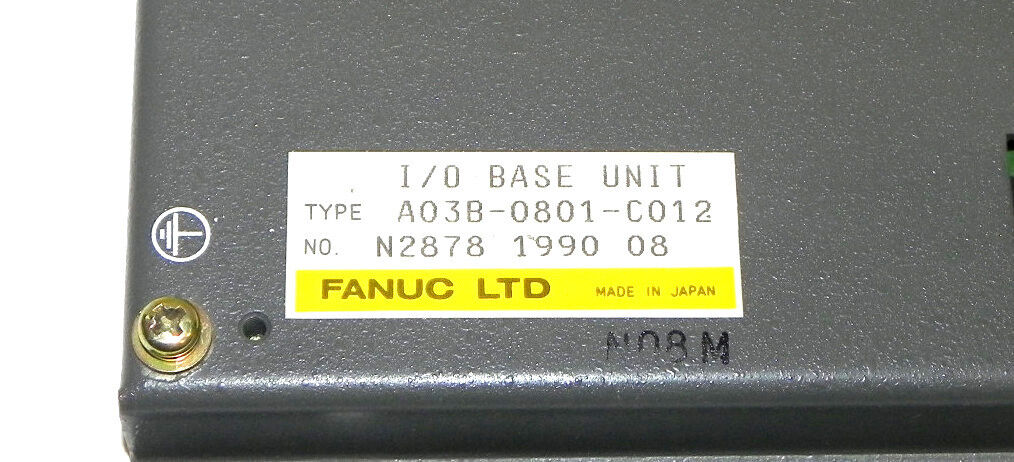 I/O BASE UNIT
TYPE A03B-0801-C012
NO. N2878 1990 08
FANUC LTD MADE IN JAPAN
N08M